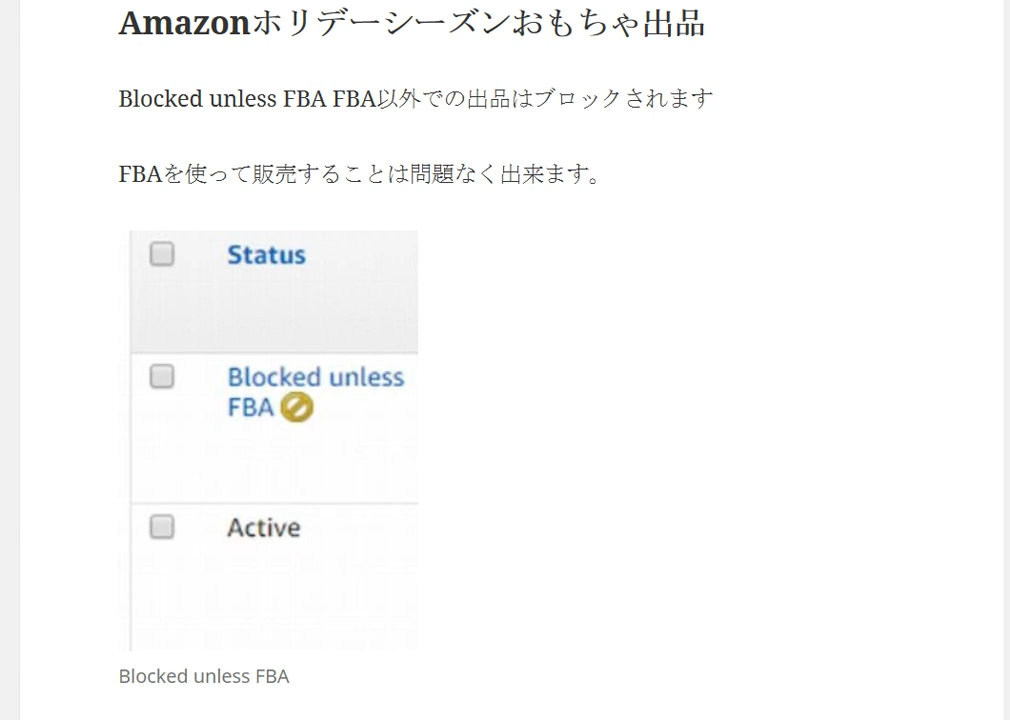 Amazonホリデーシーズンおもちゃ出品
Blocked unless FBA FBA以外での出品はブロックされます
FBAを使って販売することは問題なく出来ます。
Status
Blocked unless
FBA
Active
Blocked unless FBA